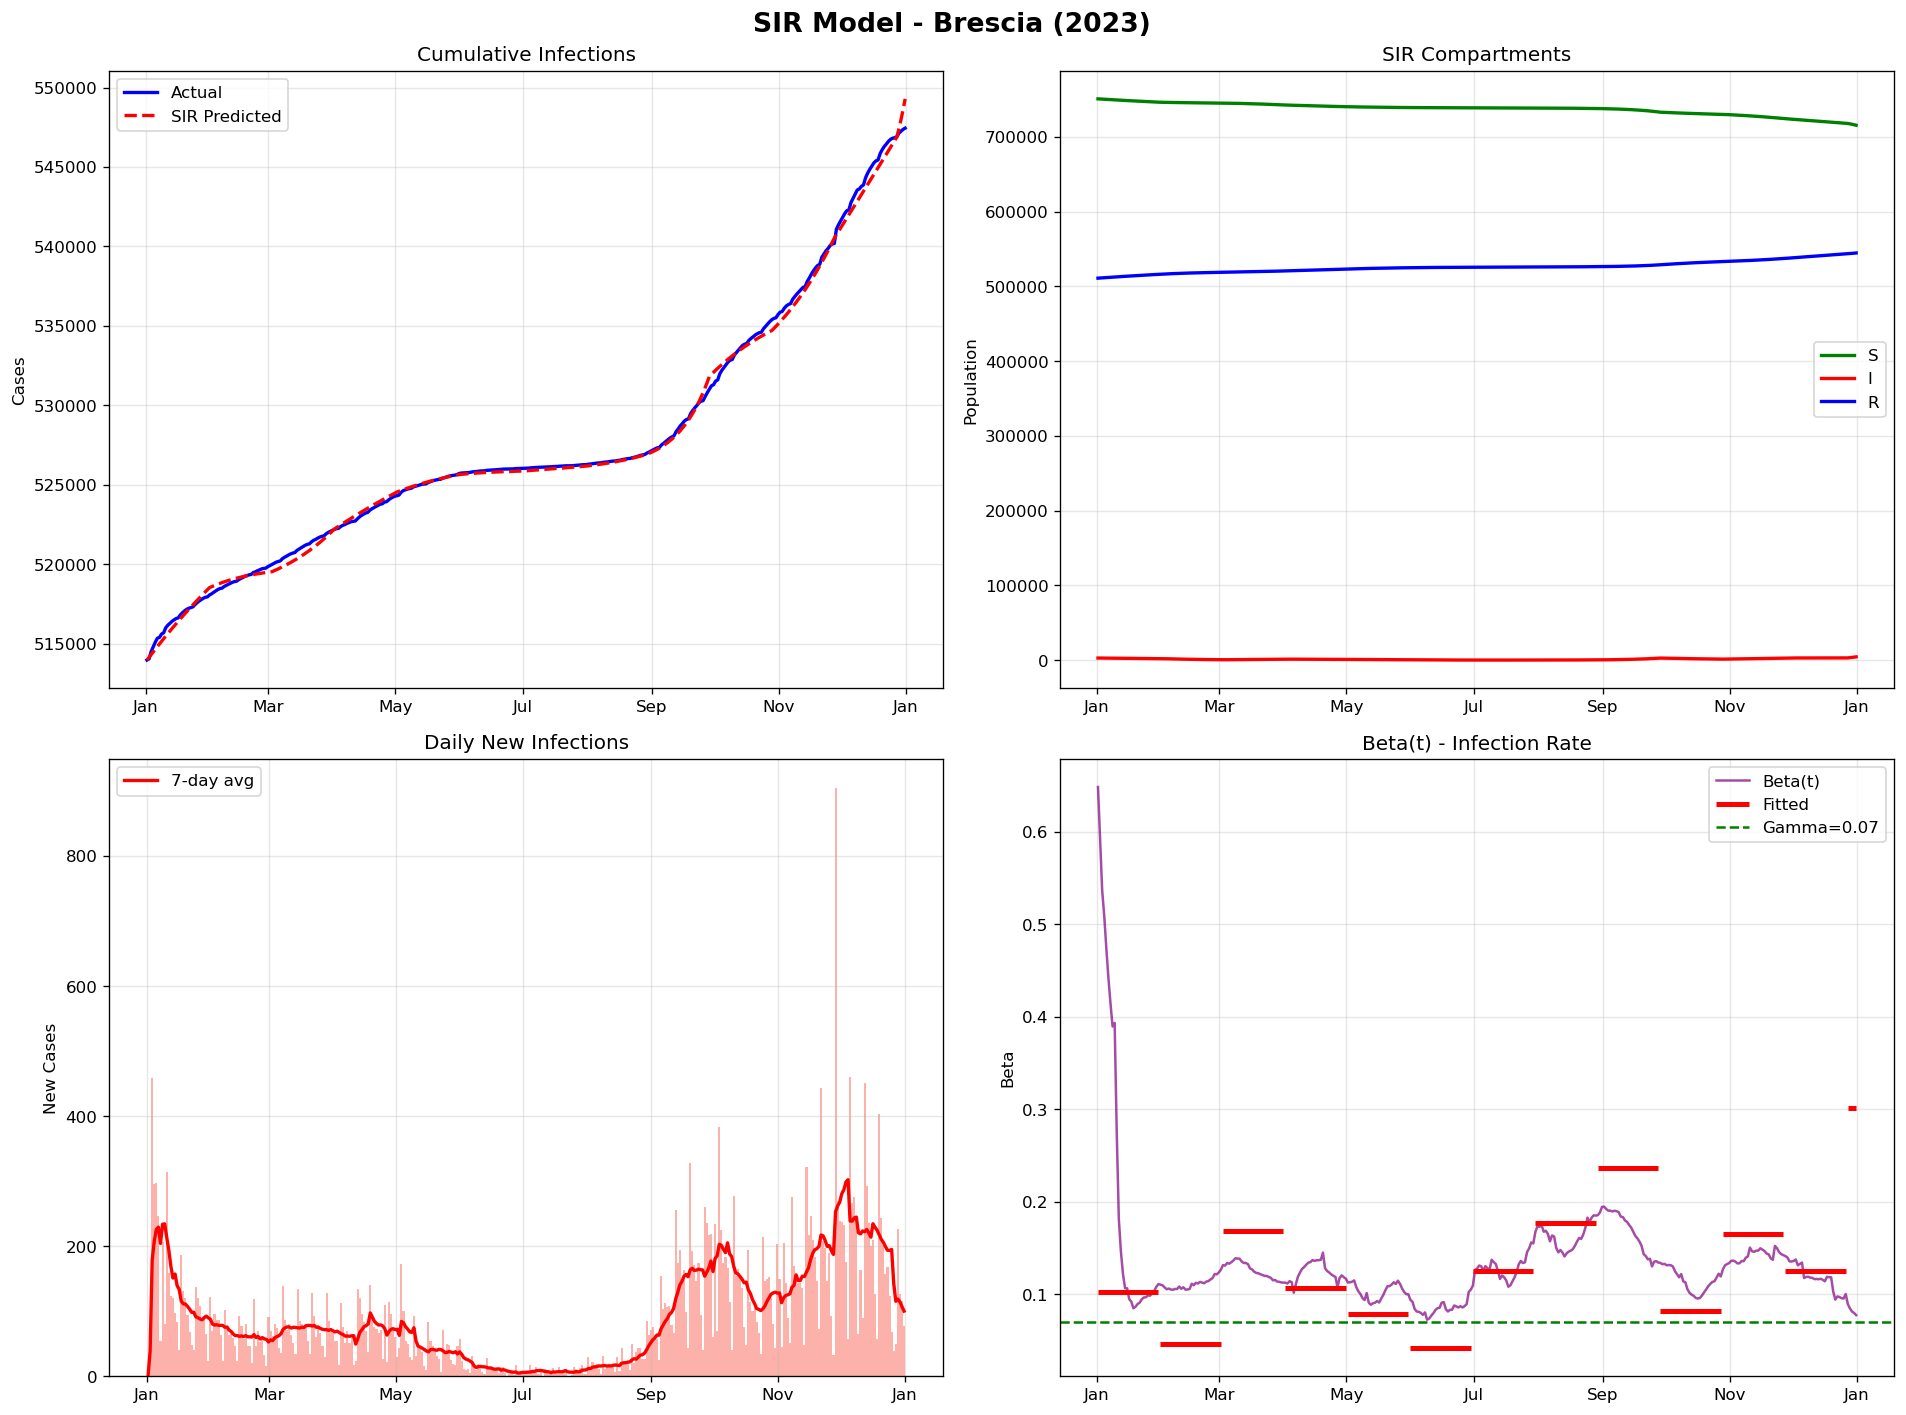 SIR Model - Brescia (2023)
Cumulative Infections
Actual
SIR Predicted
Cases
550000
545000
540000
535000
530000
525000
520000
515000
Jan Mar May Jul Sep Nov Jan
SIR Compartments
Population
700000
600000
500000
400000
300000
200000
100000
0
S
I
R
Jan Mar May Jul Sep Nov Jan
Daily New Infections
7-day avg
New Cases
800
600
400
200
0
Jan Mar May Jul Sep Nov Jan
Beta(t) - Infection Rate
Beta(t)
Fitted
Gamma=0.07
Beta
0.6
0.5
0.4
0.3
0.2
0.1
Jan Mar May Jul Sep Nov Jan